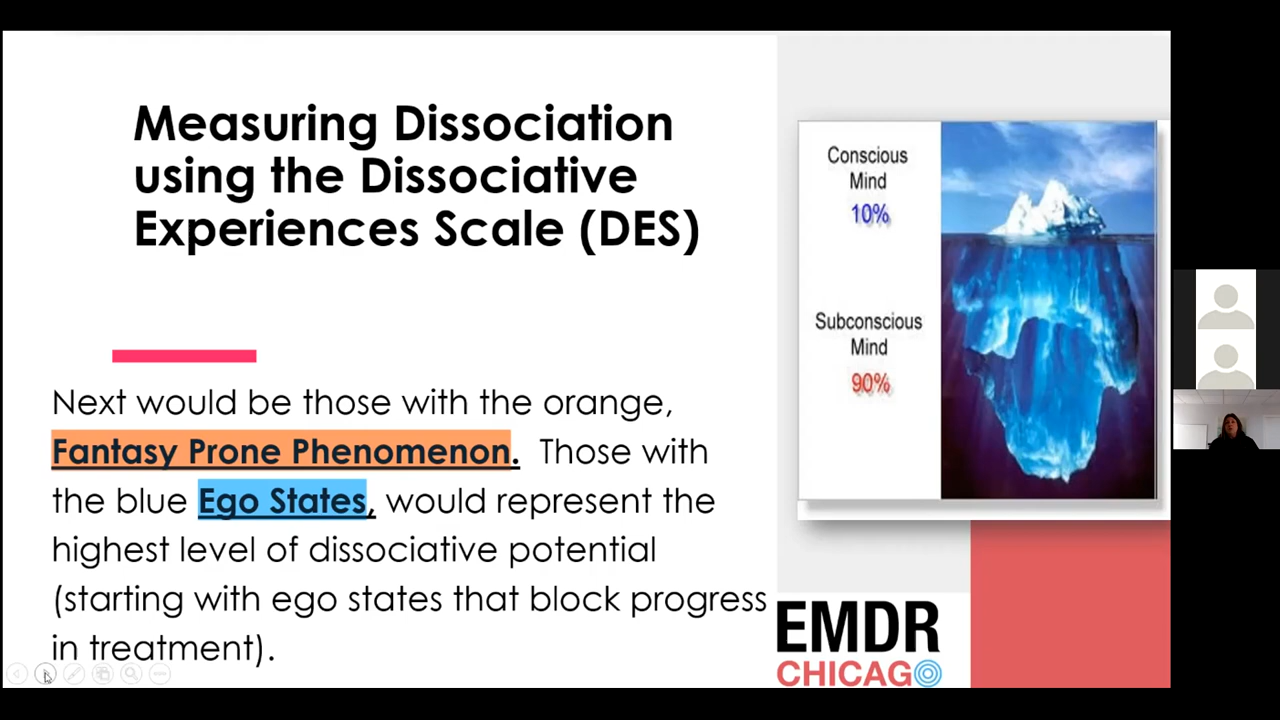 Measuring Dissociation
using the Dissociative
Experiences Scale (DES)
Next would be those with the orange,
Fantasy Prone Phenomenon. Those with
the blue Ego States, would represent the
highest level of dissociative potential
(starting with ego states that block progress
in treatment).
Conscious
Mind
10%
Subconscious
Mind
90%
EMDR
CHICAGO